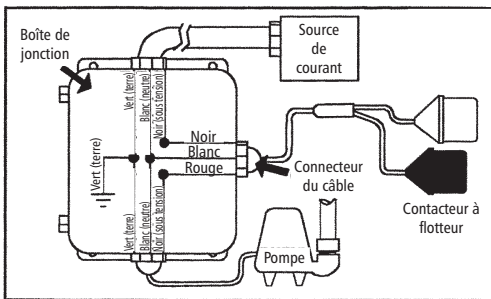 Boîte de
jonction
Source
de
courant
Vert (terre)
Blanc (neutre)
Noir (sous tension)
Noir
Blanc
Rouge
Vert (terre)
Connecteur
du câble
Contacteur à
flotteur
Vert (terre)
Blanc (neutre)
Noir (sous tension)
Pompe